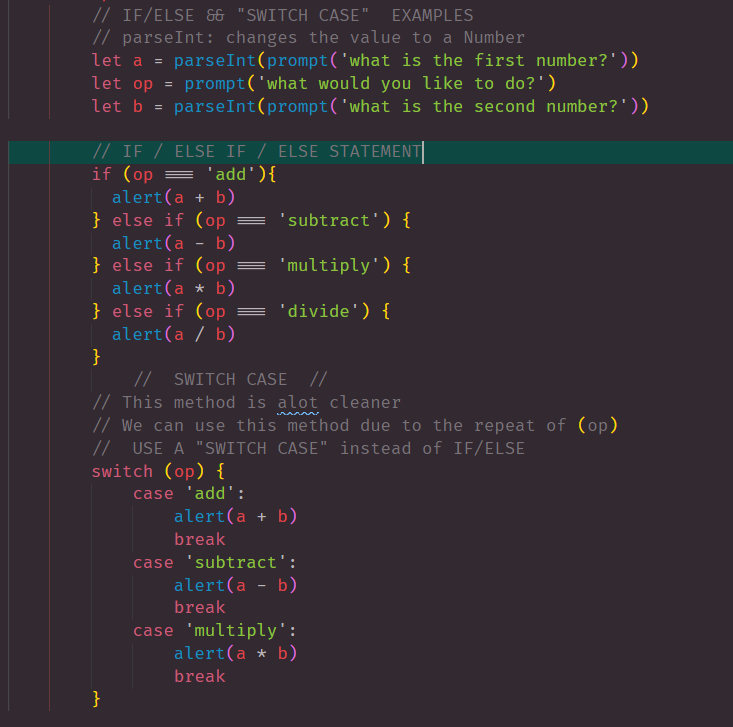 // IF/ELSE && "SWITCH CASE"  EXAMPLES
// parseInt: changes the value to a Number
let a = parseInt(prompt('what is the first number?'))
let op = prompt('what would you like to do?')
let b = parseInt(prompt('what is the second number?'))
// IF / ELSE IF / ELSE STATEMENT
if (op === 'add'){
  alert(a + b)
} else if (op === 'subtract') {
  alert(a - b)
} else if (op === 'multiply') {
  alert(a * b)
} else if (op === 'divide') {
  alert(a / b)
}
    //  SWITCH CASE  //
// This method is alot cleaner
// We can use this method due to the repeat of (op)
//  USE A "SWITCH CASE" instead of IF/ELSE
switch (op) {
    case 'add':
        alert(a + b)
        break
    case 'subtract':
        alert(a - b)
        break
    case 'multiply':
        alert(a * b)
        break
}